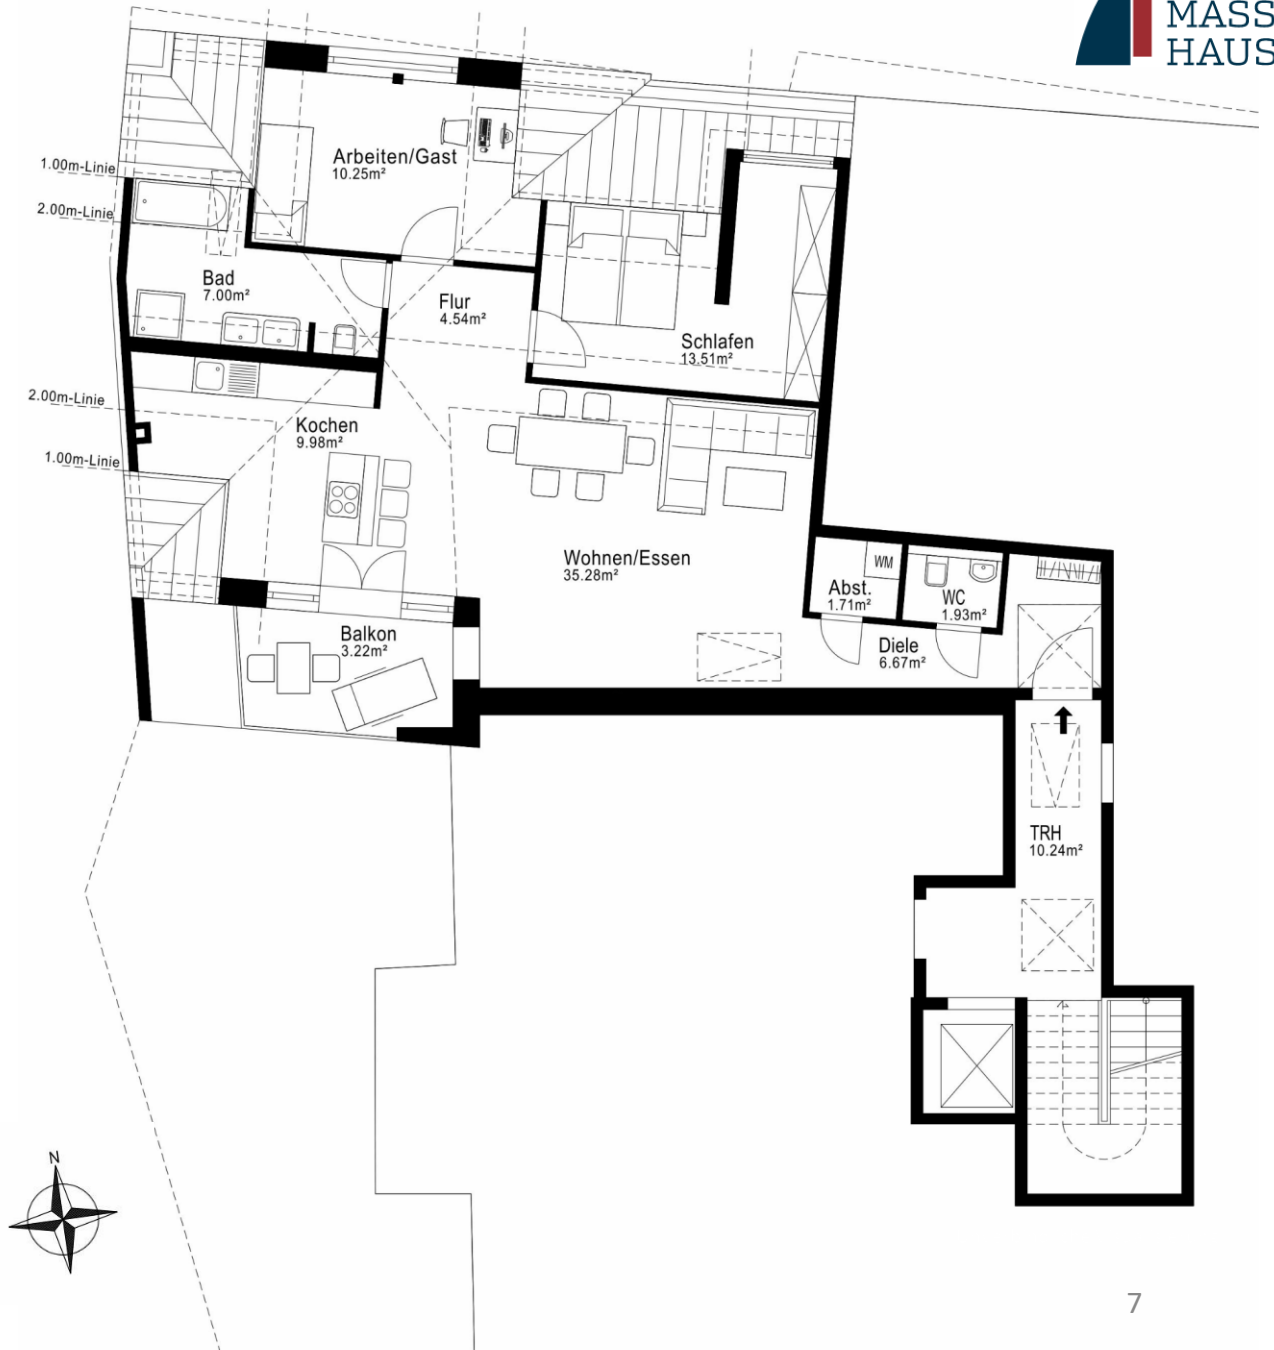 MASS
HAUS
Arbeiten/Gast
10.25m²
1.00m-Linie
2.00m-Linie
Bad
7.00m²
Flur
4.54m²
Schlafen
13.51m²
2.00m-Linie
Kochen
9.98m²
1.00m-Linie
Wohnen/Essen
35.28m²
WM
Abst.
1.71m²
WC
1.93m²
Balkon
3.22m²
Diele
6.67m²
TRH
10.24m²
N
7